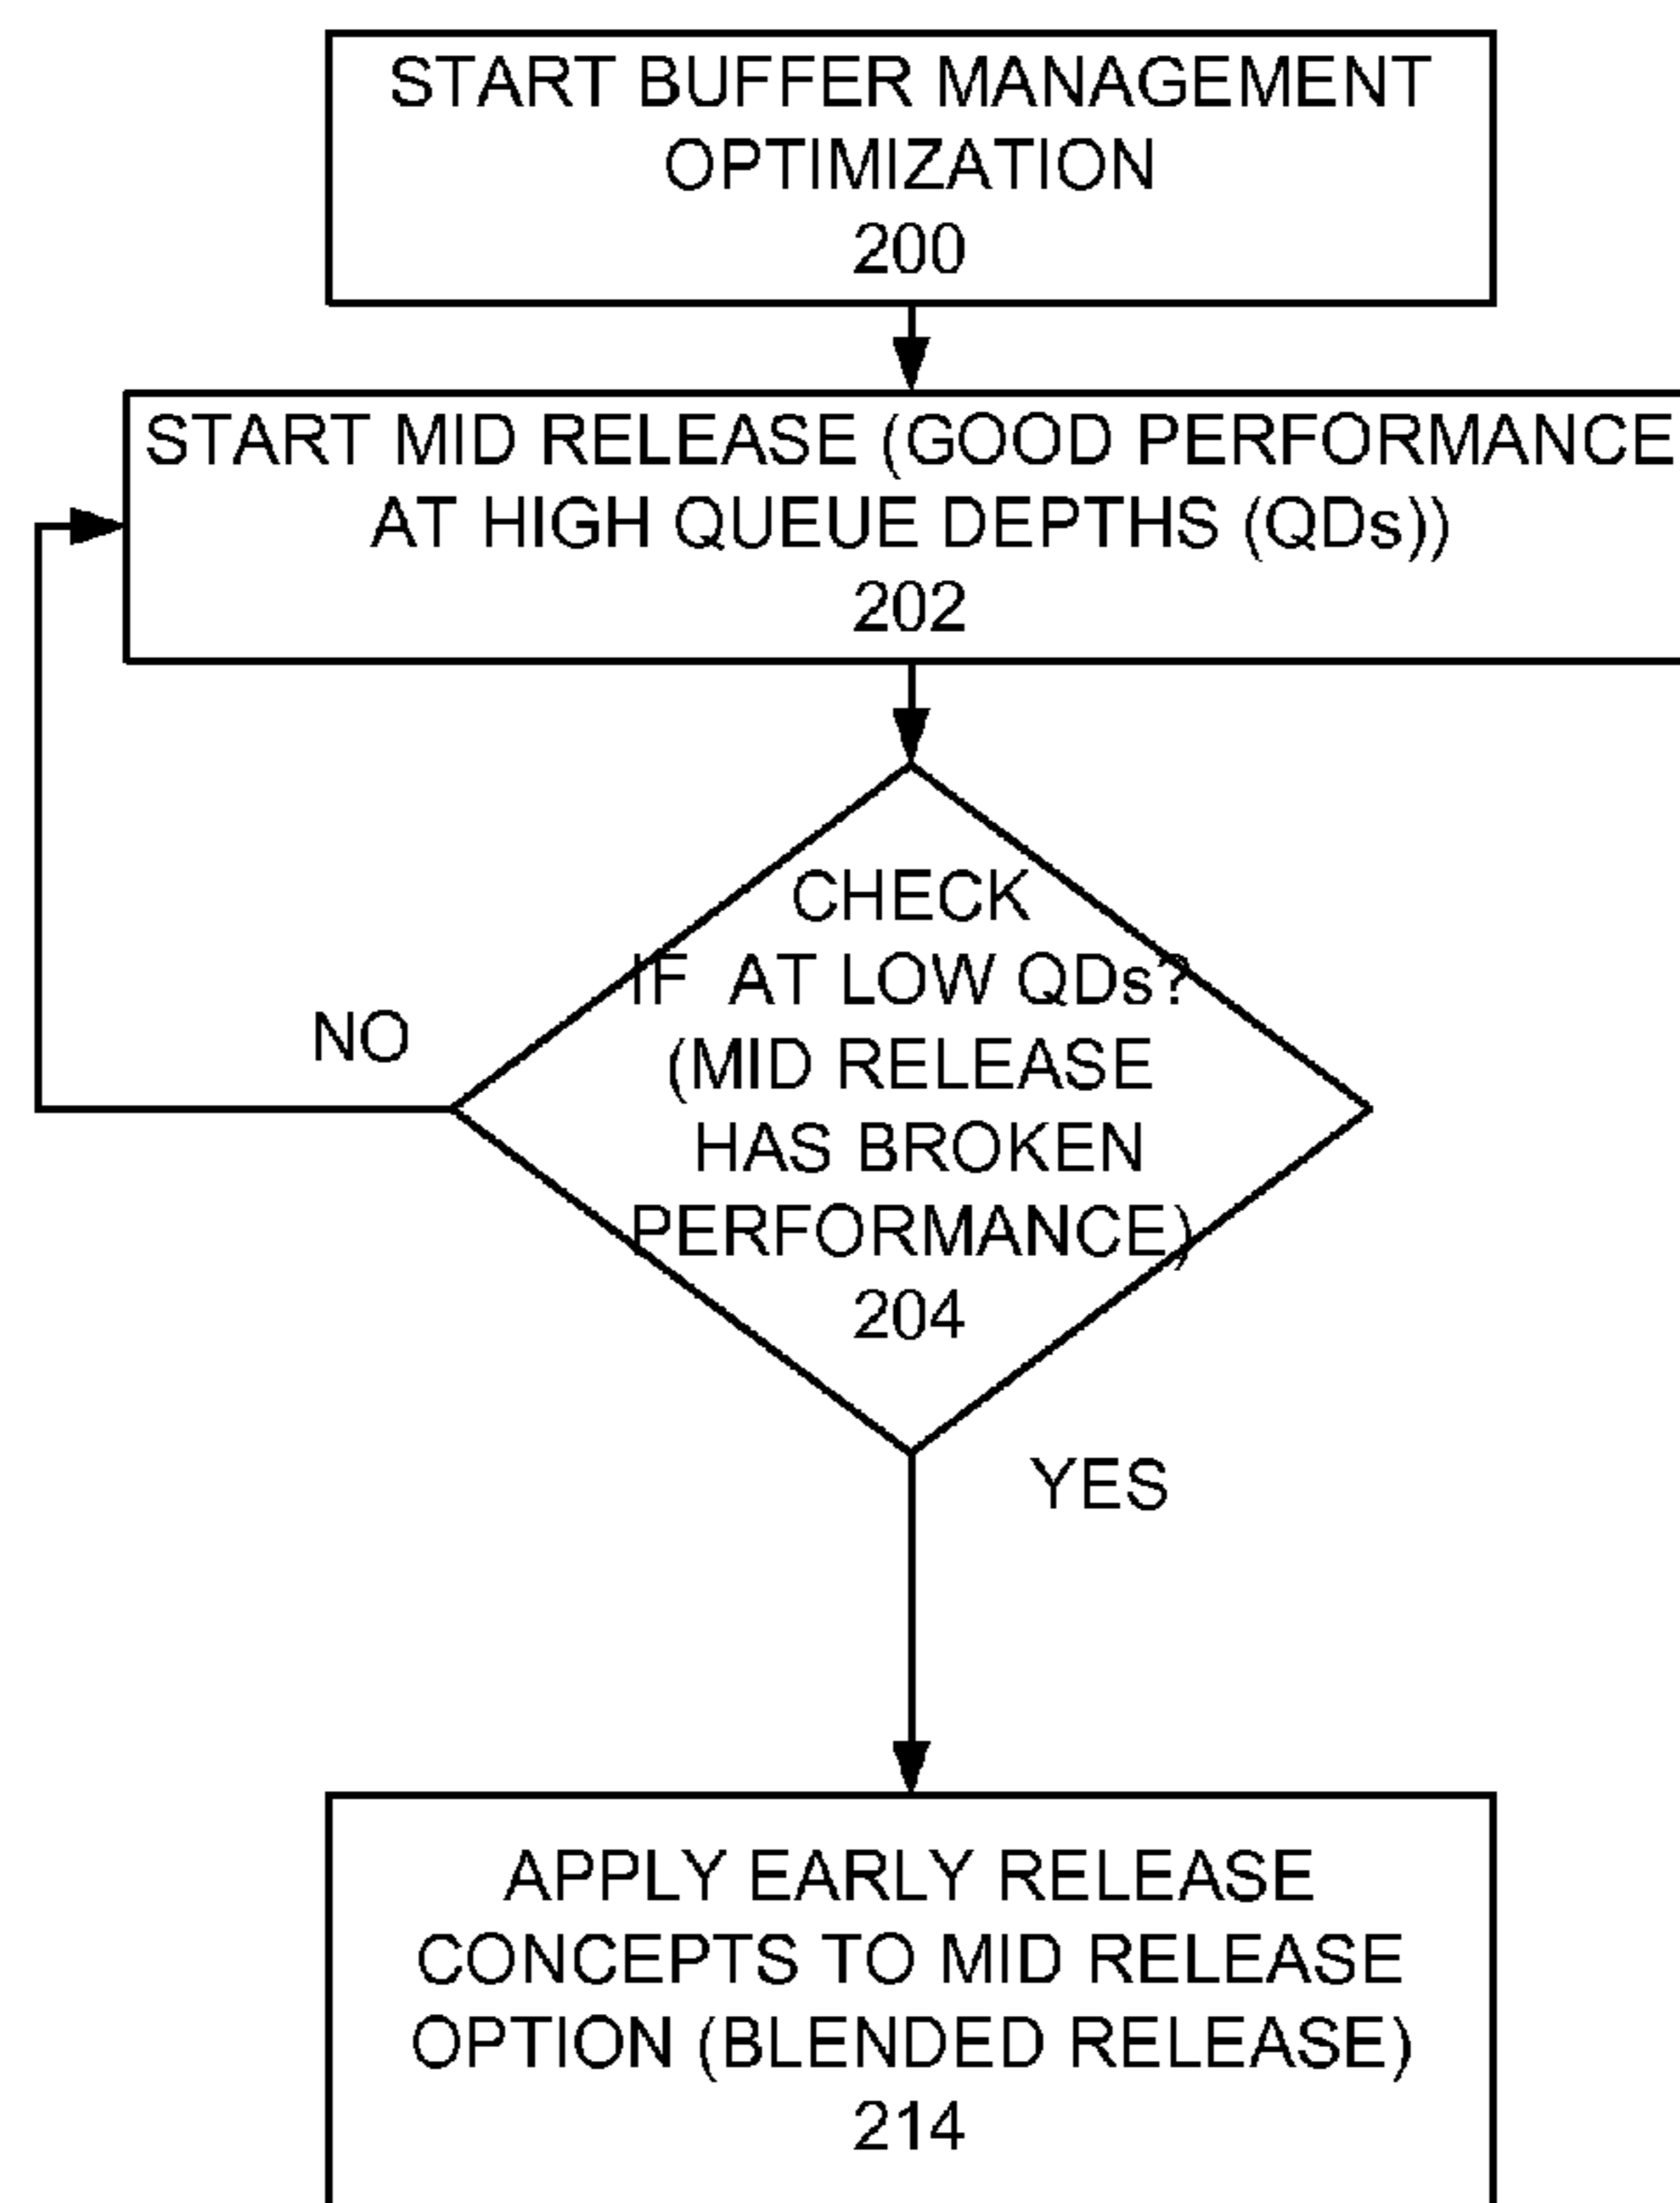 START BUFFER MANAGEMENT
OPTIMIZATION
200
START MID RELEASE (GOOD PERFORMANCE
AT HIGH QUEUE DEPTHS (QDs))
202
CHECK
IF AT LOW QDs?
(MID RELEASE
HAS BROKEN
PERFORMANCE)
204
NO
YES
APPLY EARLY RELEASE
CONCEPTS TO MID RELEASE
OPTION (BLENDED RELEASE)
214